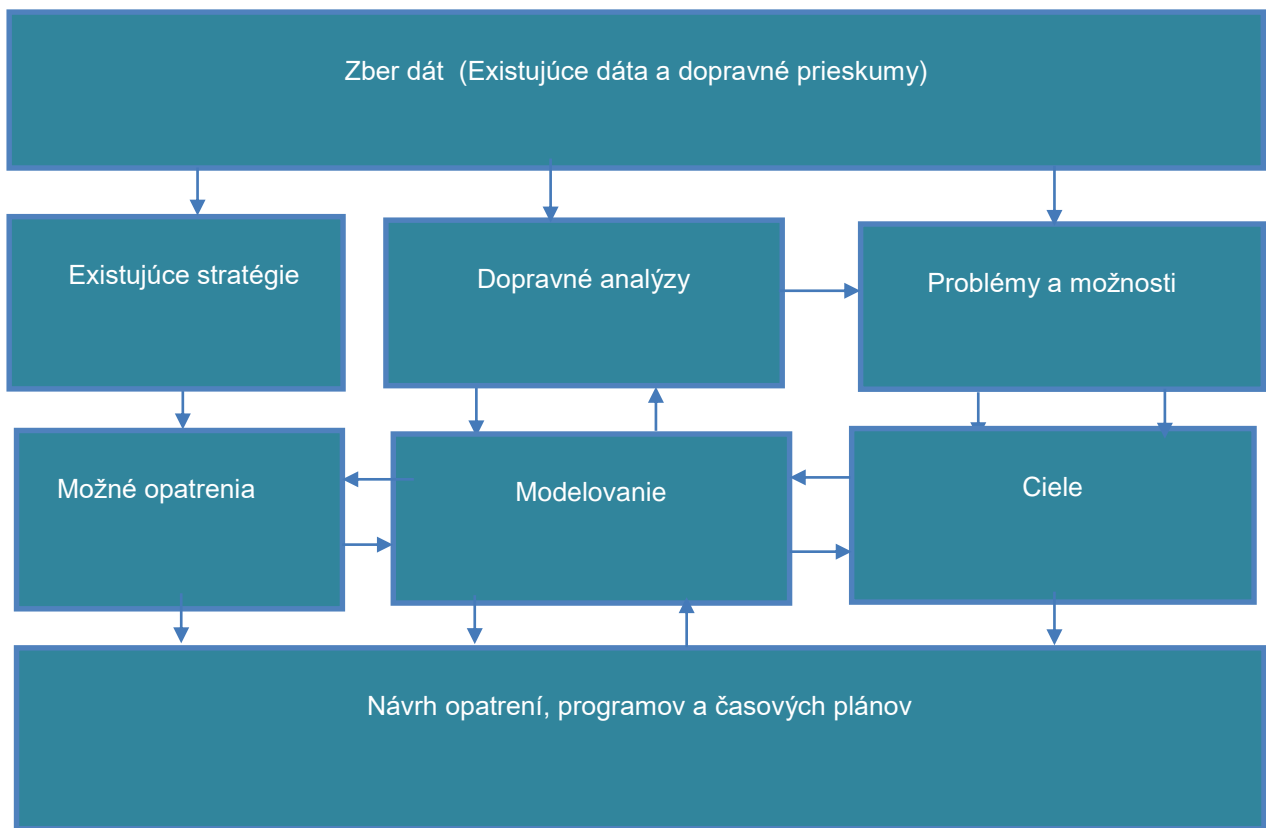 Zber dát  (Existujúce dáta a dopravné prieskumy)
Existujúce stratégie
Dopravné analýzy
Problémy a možnosti
Možné opatrenia
Modelovanie
Ciele
Návrh opatrení, programov a časových plánov